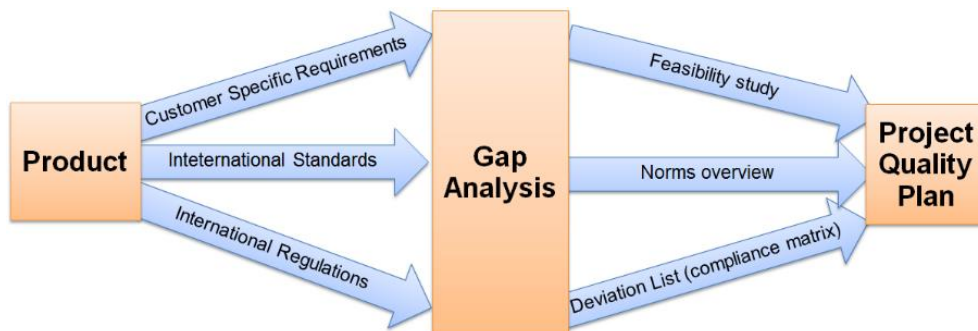 Product
Customer Specific Requirements
Inteternational Standards
International Regulations
Gap
Analysis
Feasibility study
Norms overview
Deviation List (compliance matrix)
Project
Quality
Plan